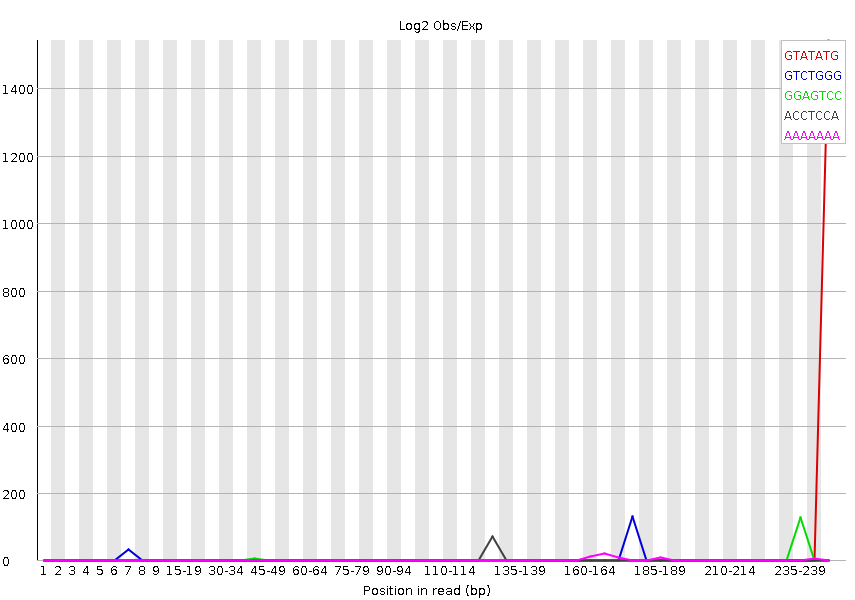 Log2 Obs/Exp
GTATATG
GTCTGGG
GGAGTCC
ACCTCCA
AAAAAAA
1400
1200
1000
800
600
400
200
0
1 2 3 4 5 6 7 8 9 15-19 30-34 45-49 60-64 75-79 90-94 110-114 135-139 160-164 185-189 210-214 235-239
Position in read (bp)